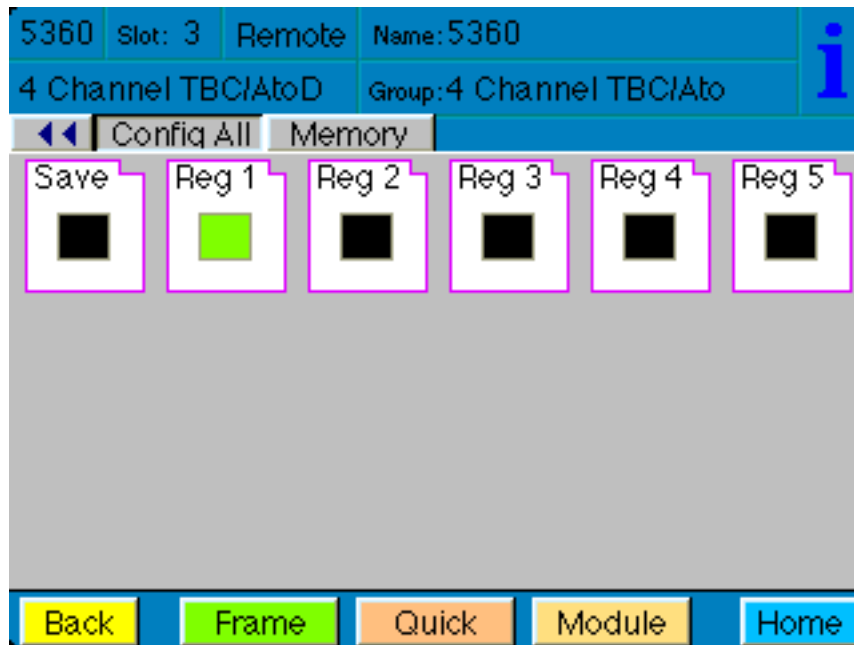 5360 Slot: 3 Remote Name:5360
4 Channel TBC/AtoD Group:4 Channel TBC/Ato
Config All Memory
Save Reg 1 Reg 2 Reg 3 Reg 4 Reg 5
Back Frame Quick Module Home